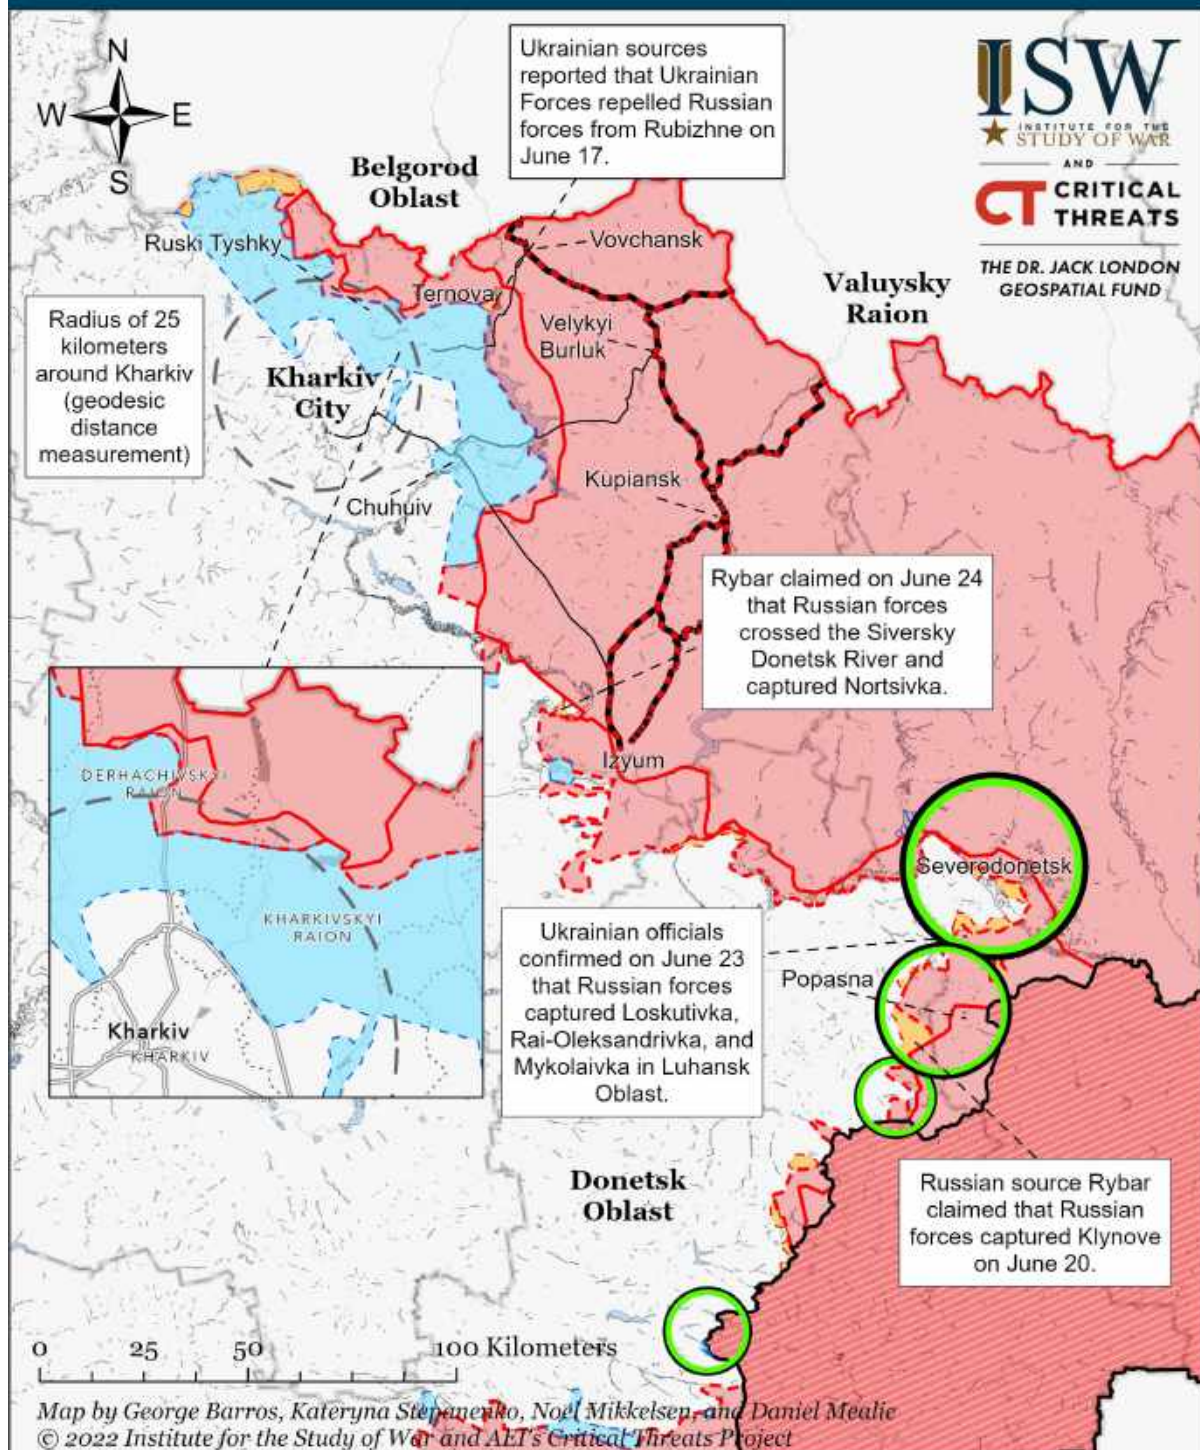 N
W E
S
Ukrainian sources
reported that Ukrainian
Forces repelled Russian
forces from Rubizhne on
June 17.
ISW
INSTITUTE FOR THE
STUDY OF WAR
AND
CT CRITICAL
THREATS
THE DR. JACK LONDON
GEOSPATIAL FUND
Belgorod
Oblast
Ruski Tyshky
Vovchansk
Valuysky
Raion
Ternova
Radius of 25
kilometers
around Kharkiv
(geodesic
distance
measurement)
Velykyi
Burluk
Kharkiv
City
Kupiansk
Chuhuiv
Rybar claimed on June 24
that Russian forces
crossed the Siversky
Donetsk River and
captured Nortsivka.
Izyum
DERHACHIVSKYI
RAION
KHARKIVSKYI
RAION
Kharkiv
KHARKIV
Severodonetsk
Ukrainian officials
confirmed on June 23
that Russian forces
captured Loskutivka,
Rai-Oleksandrivka, and
Mykolaivka in Luhansk
Oblast.
Popasna
Donetsk
Oblast
Russian source Rybar
claimed that Russian
forces captured Klynove
on June 20.
0 25 50 100 Kilometers
Map by George Barros, Kateryna Stepanenko, Noel Mikkelsen, and Daniel Mealie
© 2022 Institute for the Study of War and AEI's Critical Threats Project